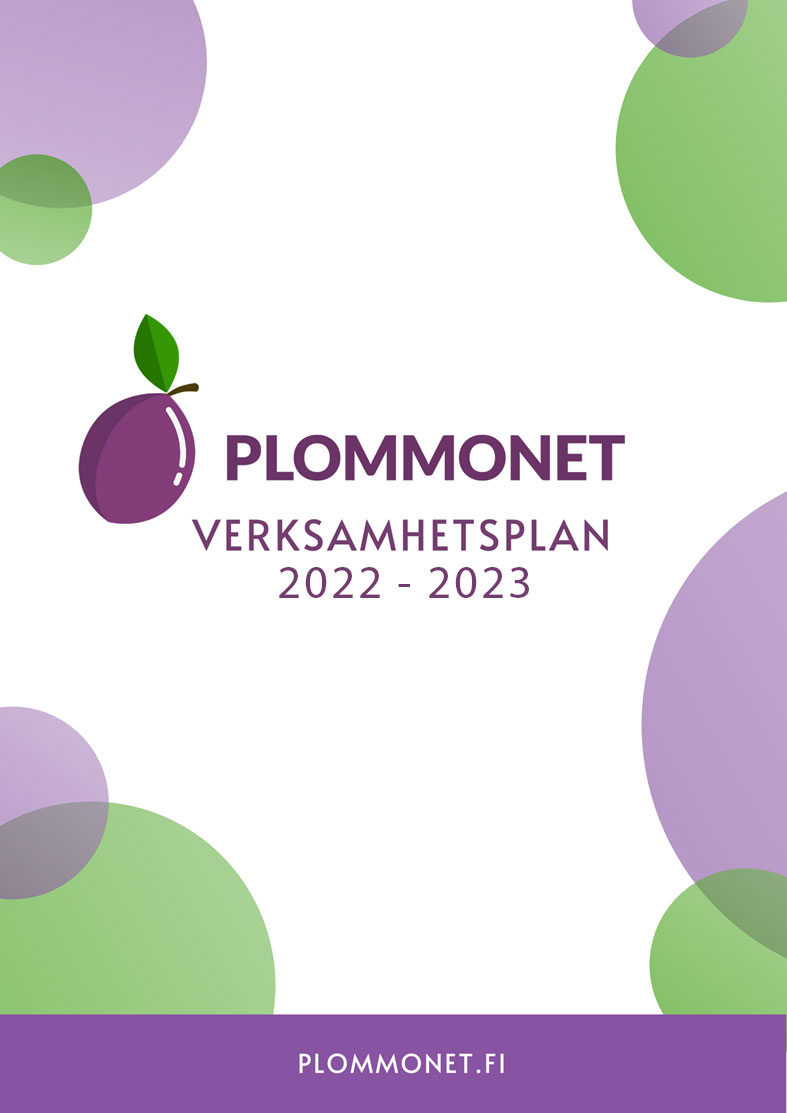 PLOMMONET
VERKSAMHETSPLAN
2022 - 2023
PLOMMONET.FI